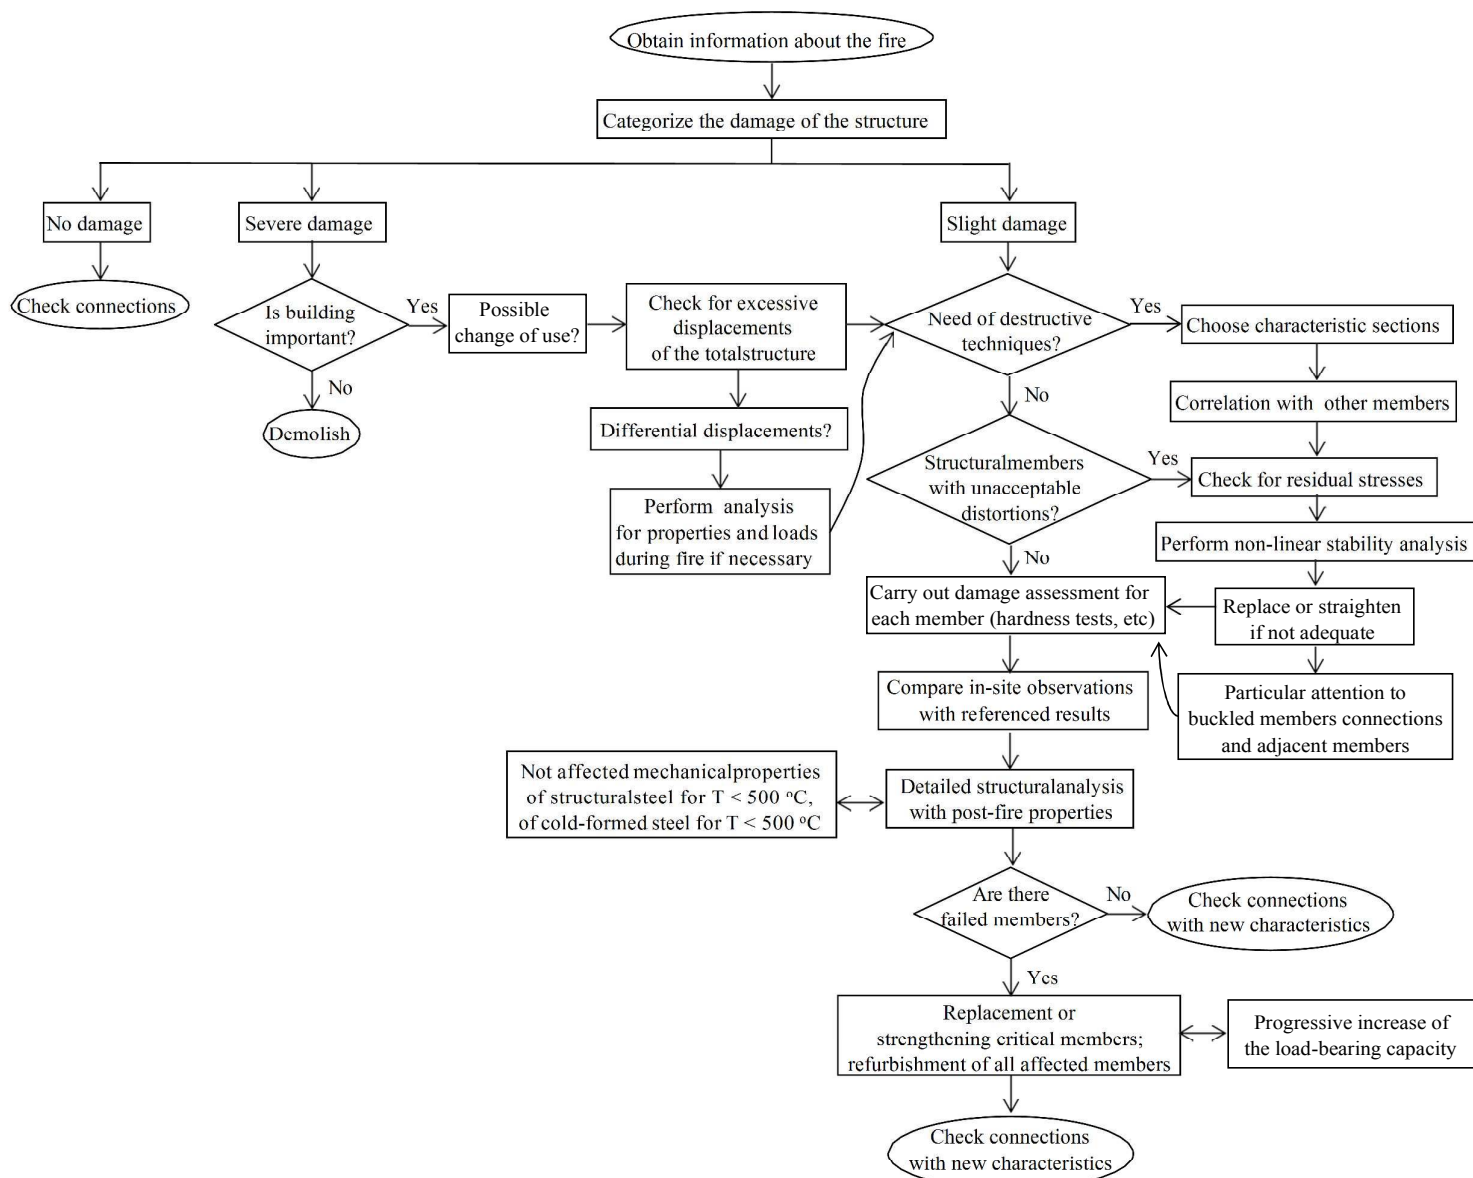 Obtain information about the fire
Categorize the damage of the structure
No damage
Severe damage
Slight damage
Check connections
Is building
important?
Yes
Possible
change of use?
Check for excessive
displacements
of the totalstructure
Need of destructive
techniques?
Yes
Choose characteristic sections
No
Demolish
Differential displacements?
No
Correlation with other members
Structuralmembers
with unacceptable
distortions?
Yes
Check for residual stresses
Perform analysis
for properties and loads
during fire if necessary
Perform non-linear stability analysis
No
Carry out damage assessment for
each member (hardness tests, etc)
Replace or straighten
if not adequate
Compare in-site observations
with referenced results
Particular attention to
buckled members connections
and adjacent members
Not affected mechanicalproperties
of structuralsteel for T < 500 °C,
of cold-formed steel for T < 500 °C
Detailed structuralanalysis
with post-fire properties
Are there
failed members?
No
Check connections
with new characteristics
Yes
Replacement or
strengthening critical members;
refurbishment of all affected members
Progressive increase of
the load-bearing capacity
Check connections
with new characteristics